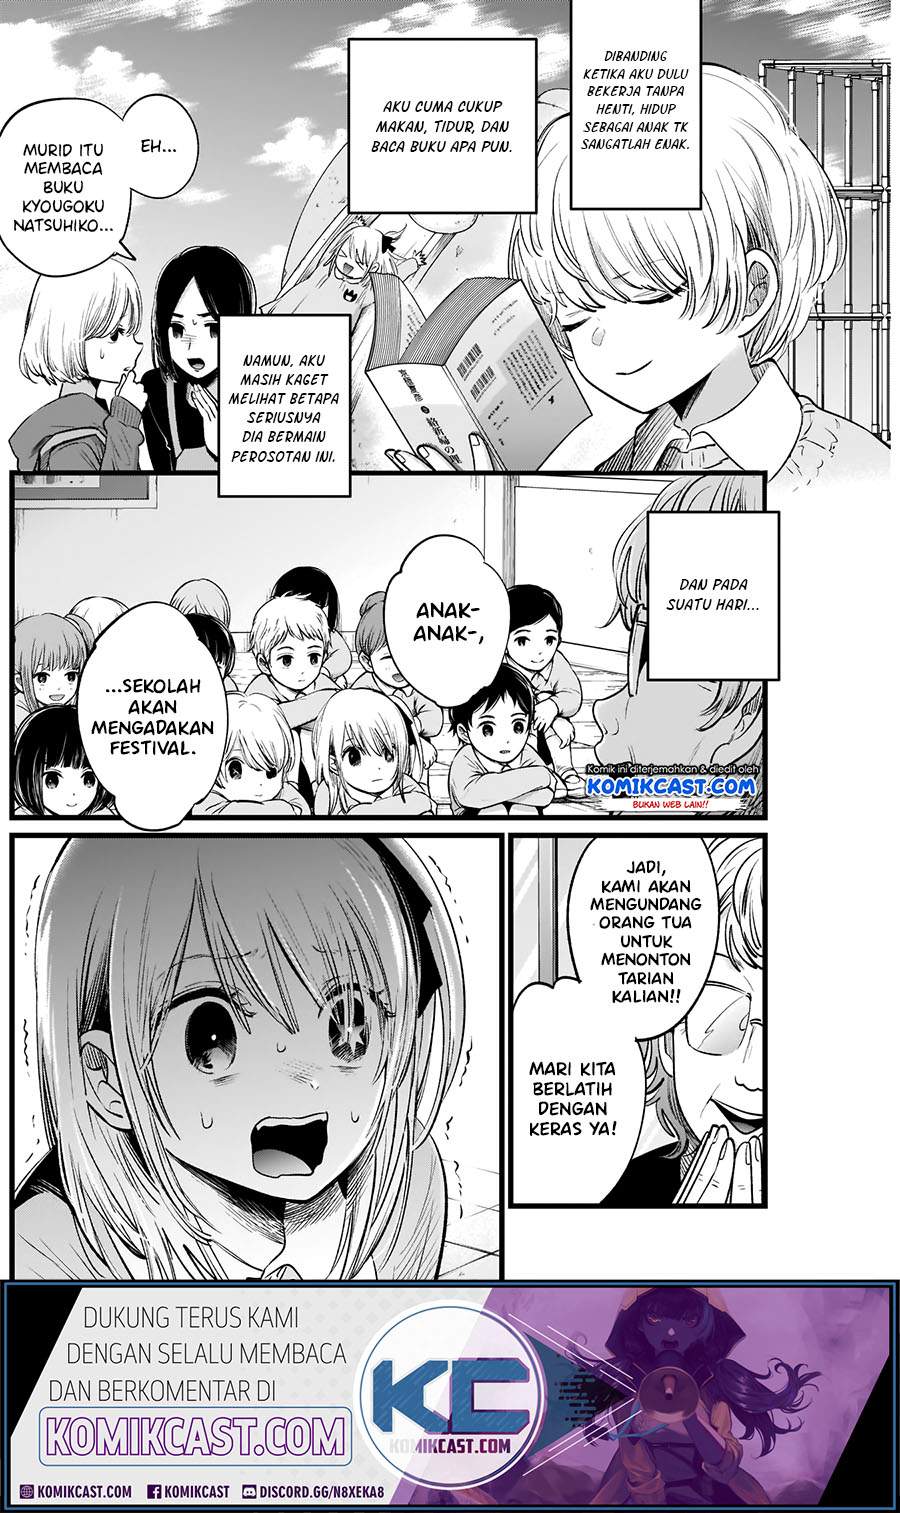 DIBANDING
KETIKA AKU DULU
BEKERJA TANPA
HENTI, HIDUP
SEBAGAI ANAK TK
SANGATLAH ENAK.
AKU CUMA CUKUP
MAKAN, TIDUR, DAN
BACA BUKU APA PUN.
EH...
MURID ITU
MEMBACA
BUKU
KYOUGOKU
NATSUHIKO...
NAMUN, AKU
MASIH KAGET
MELIHAT BETAPA
SERIUSNYA
DIA BERMAIN
PEROSOTAN INI.
DAN PADA
SUATU HARI...
ANAK-
ANAK-,
...SEKOLAH
AKAN
MENGADAKAN
FESTIVAL.
Komik ini diterjemahkan & diedit oleh
KOMIKCAST.COM
BUKAN WEB LAIN!!
JADI,
KAMI AKAN
MENGUNDANG
ORANG TUA
UNTUK
MENONTON
TARIAN
KALIAN!!
MARI KITA
BERLATIH
DENGAN
KERAS YA!
DUKUNG TERUS KAMI
DENGAN SELALU MEMBACA
DAN BERKOMENTAR DI
KOMIKCAST.COM
KC
KOMIKCAST.COM
KOMIKCAST.COM KOMIKCAST DISCORD.GG/N8XEKA8